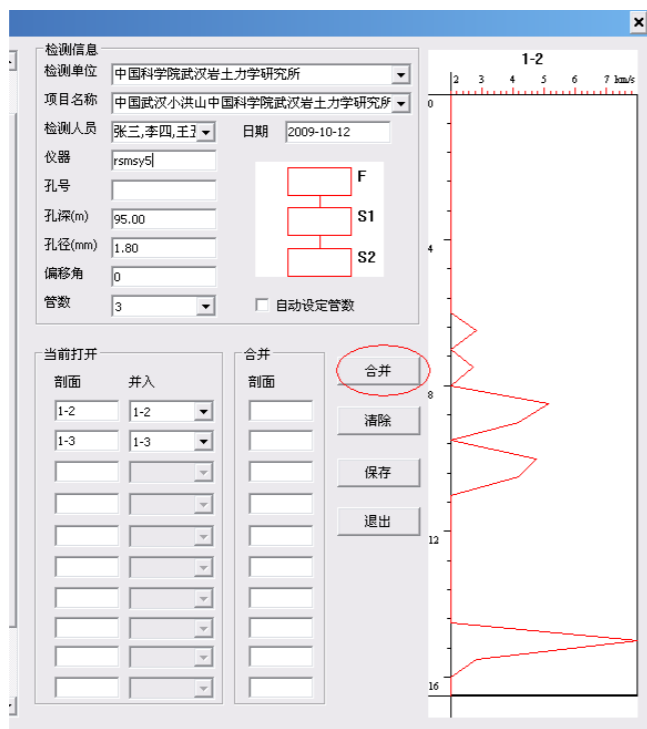 检测信息
检测单位 中国科学院武汉岩土力学研究所
项目名称 中国武汉小洪山中国科学院武汉岩土力学研究所
检测人员 张三,李四,王 日期 2009-10-12
仪器 rsmsy5
孔号
孔深(m) 95.00
孔径(mm) 1.80
偏移角 0
管数 3 自动设定管数
F
S1
S2
当前打开
剖面 并入
1-2 1-2
1-3 1-3
合并
剖面
合并
清除
保存
退出
1-2
2 3 4 5 6 7 km/s
0
4
8
12
16